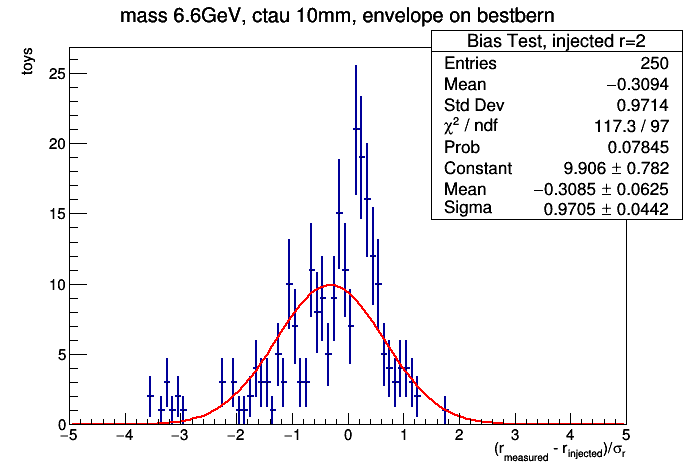 mass 6.6GeV, ctau 10mm, envelope on bestbern
toys
Bias Test, injected r=2
Entries 250
Mean −0.3094
Std Dev 0.9714
χ² / ndf 117.3 / 97
Prob 0.07845
Constant 9.906 ± 0.782
Mean −0.3085 ± 0.0625
Sigma 0.9705 ± 0.0442
25
20
15
10
5
0
−5 −4 −3 −2 −1 0 1 2 3 4 5
(r_measured - r_injected)/σ_r